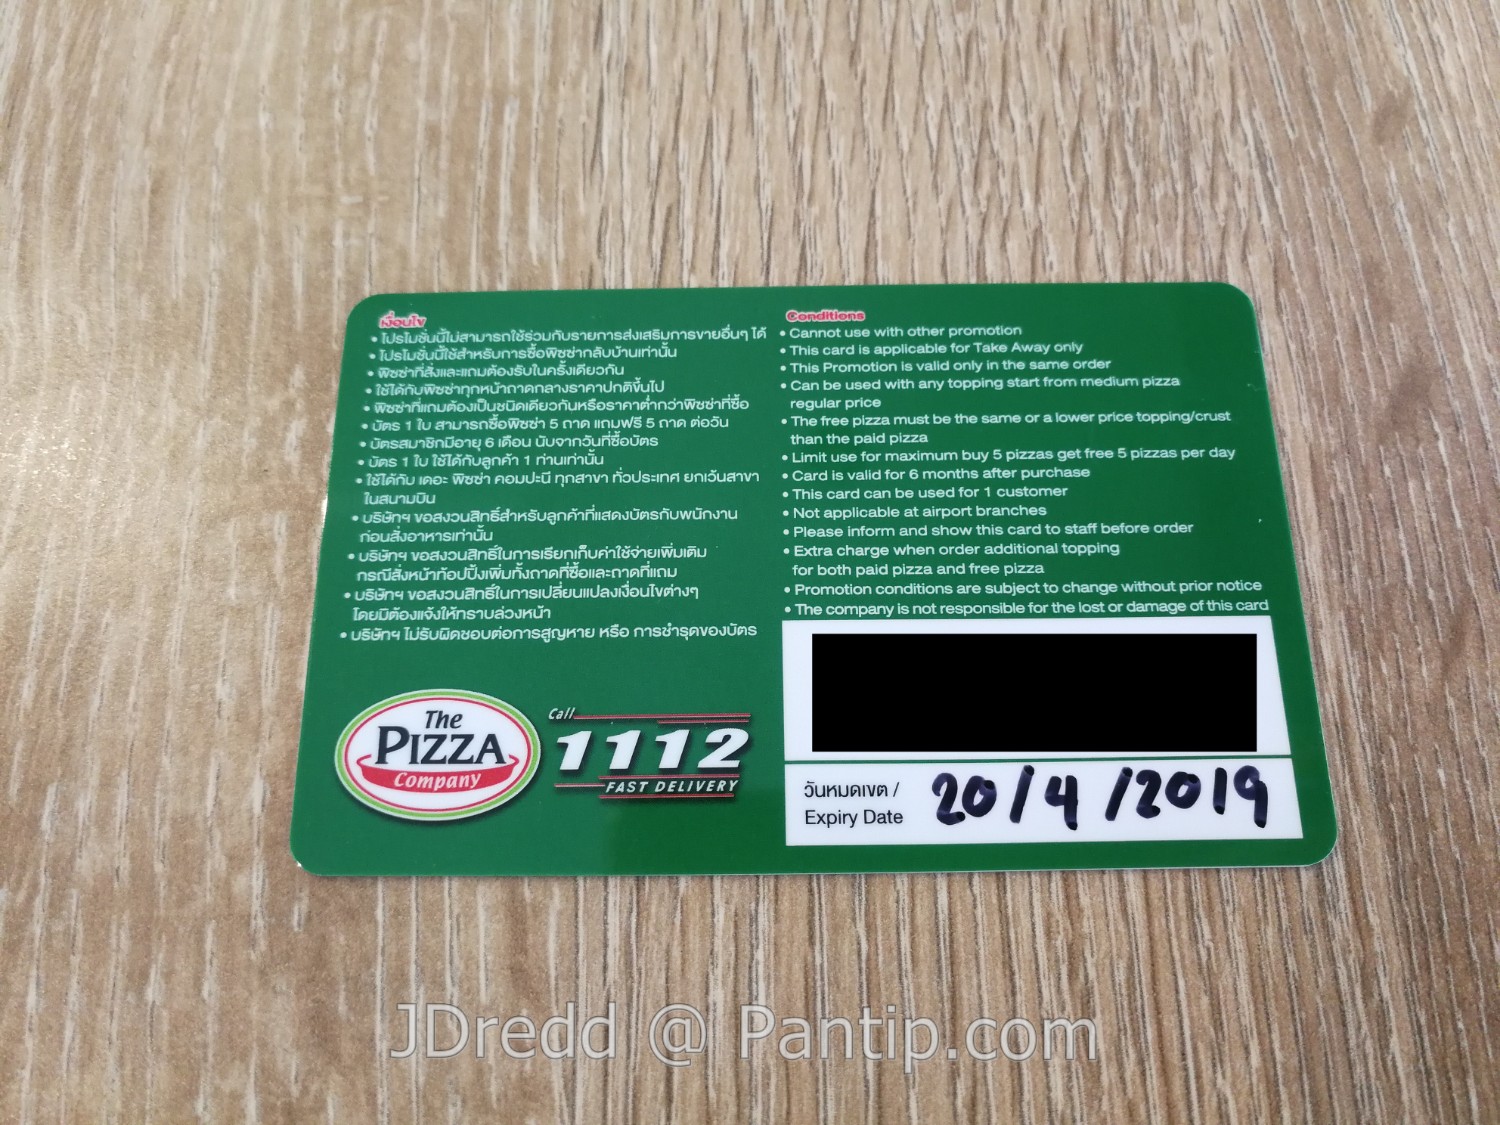 เงื่อนไข
• โปรโมชั่นนี้ไม่สามารถใช้ร่วมกับรายการส่งเสริมการขายอื่นๆ ได้
• โปรโมชั่นนี้ใช้สำหรับการซื้อพิซซ่ากลับบ้านเท่านั้น
• พิซซ่าที่สั่งและแถมต้องรับในครั้งเดียวกัน
• ใช้ได้กับพิซซ่าทุกหน้าถาดกลางราคาปกติขึ้นไป
• พิซซ่าที่แถมต้องเป็นชนิดเดียวกันหรือราคาต่ำกว่าพิซซ่าที่ซื้อ
• บัตร 1 ใบ สามารถซื้อพิซซ่า 5 ถาด แถมฟรี 5 ถาด ต่อวัน
• บัตรสมาชิกมีอายุ 6 เดือน นับจากวันที่ซื้อบัตร
• บัตร 1 ใบ ใช้ได้กับลูกค้า 1 ท่านเท่านั้น
• ใช้ได้กับ เดอะ พิซซ่า คอมปะนี ทุกสาขา ทั่วประเทศ ยกเว้นสาขา
ในสนามบิน
• บริษัทฯ ขอสงวนสิทธิ์สำหรับลูกค้าที่แสดงบัตรกับพนักงาน
ก่อนสั่งอาหารเท่านั้น
• บริษัทฯ ขอสงวนสิทธิ์ในการเรียกเก็บค่าใช้จ่ายเพิ่มเติม
กรณีสั่งหน้าท้อปปิ้งเพิ่มทั้งถาดที่ซื้อและถาดที่แถม
• บริษัทฯ ขอสงวนสิทธิ์ในการเปลี่ยนแปลงเงื่อนไขต่างๆ
โดยมิต้องแจ้งให้ทราบล่วงหน้า
• บริษัทฯ ไม่รับผิดชอบต่อการสูญหาย หรือ การชำรุดของบัตร
Conditions
• Cannot use with other promotion
• This card is applicable for Take Away only
• This Promotion is valid only in the same order
• Can be used with any topping start from medium pizza
regular price
• The free pizza must be the same or a lower price topping/crust
than the paid pizza
• Limit use for maximum buy 5 pizzas get free 5 pizzas per day
• Card is valid for 6 months after purchase
• This card can be used for 1 customer
• Not applicable at airport branches
• Please inform and show this card to staff before order
• Extra charge when order additional topping
for both paid pizza and free pizza
• Promotion conditions are subject to change without prior notice
• The company is not responsible for the lost or damage of this card
The
PIZZA
Company
Call
1112
FAST DELIVERY
วันหมดเขต /
Expiry Date
20/4/2019
JDredd @ Pantip.com